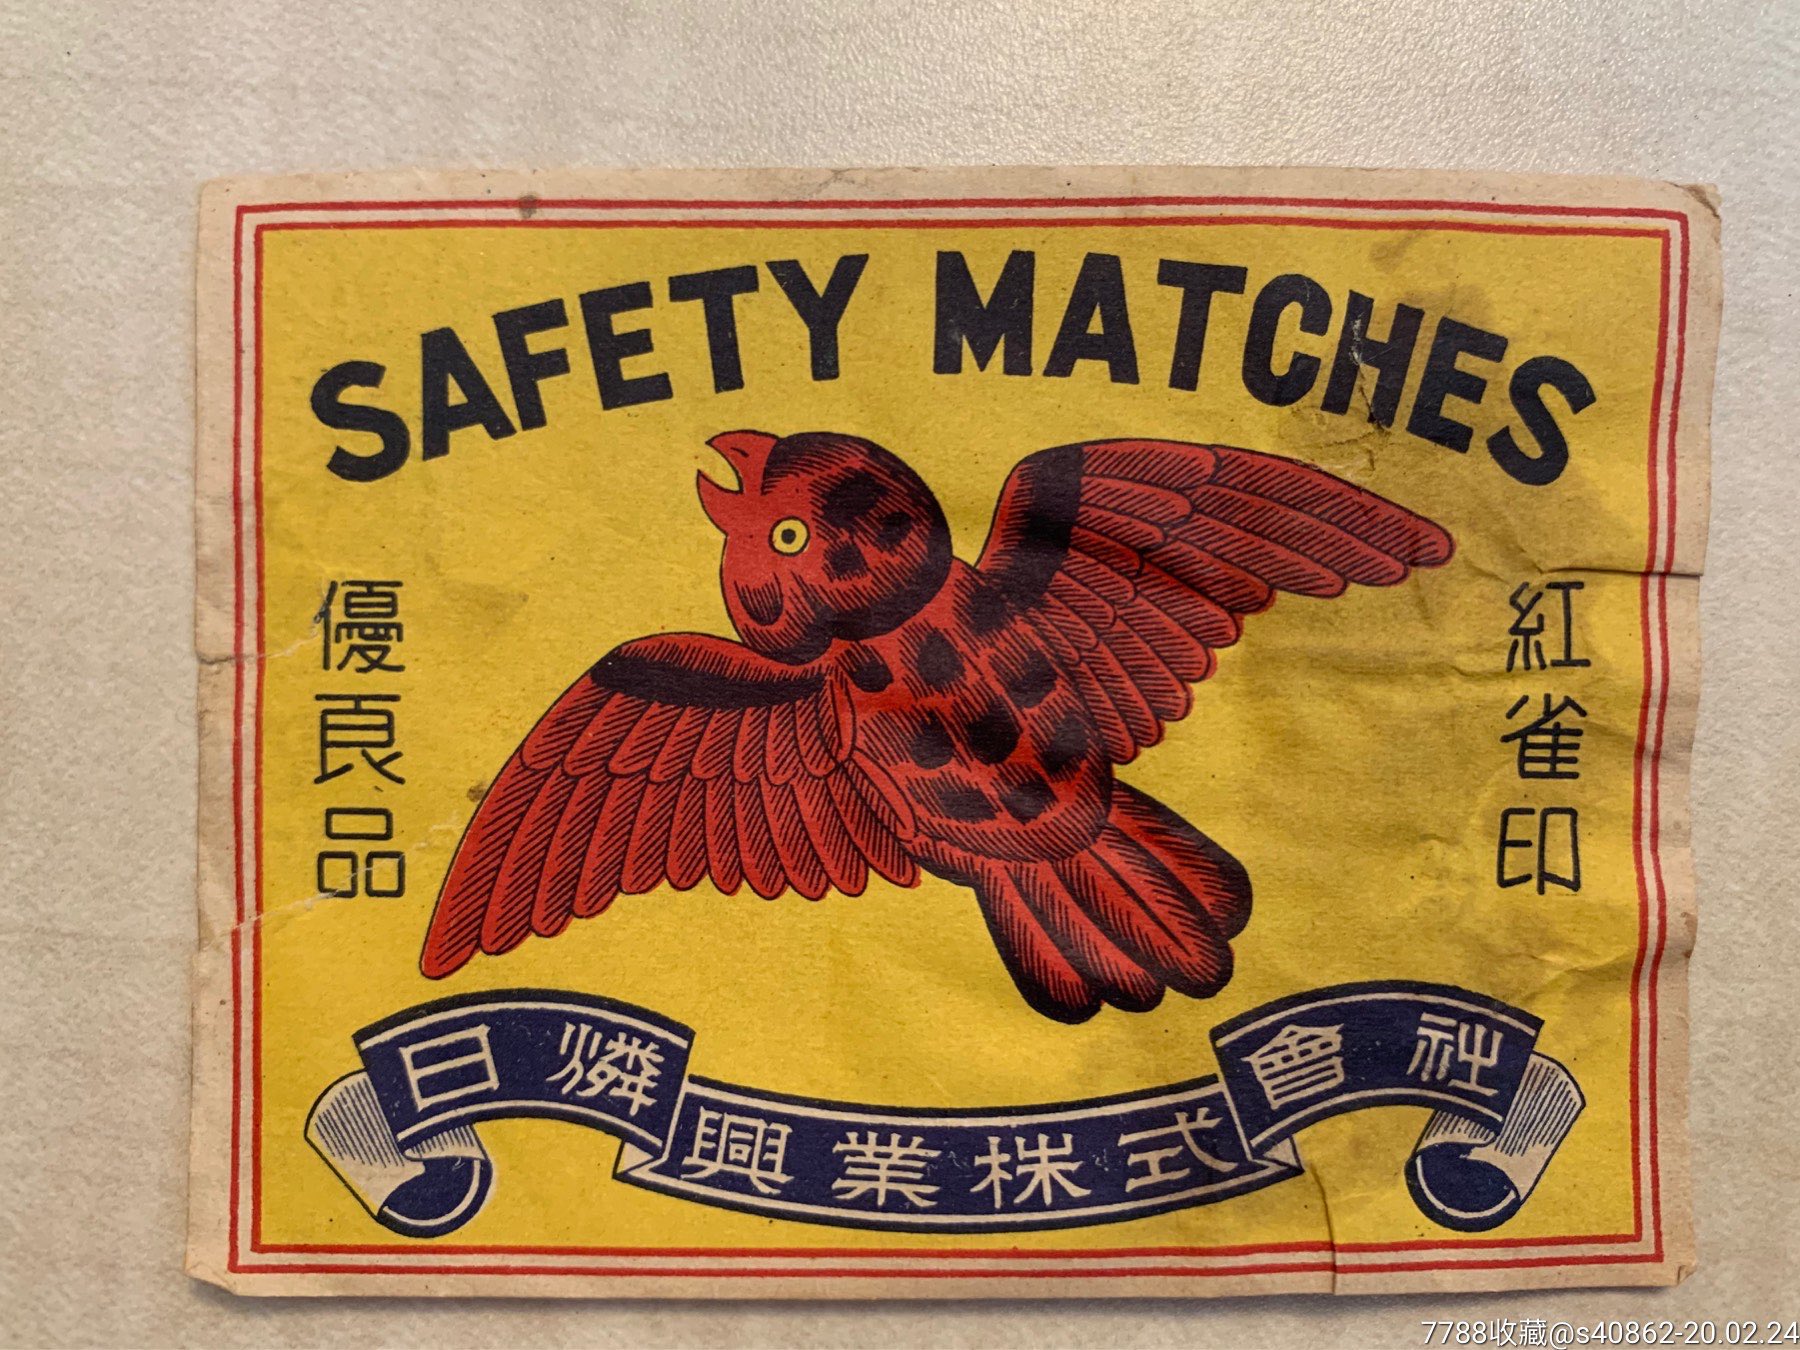 SAFETY MATCHES
紅雀印
優良品
日燐興業株式會社
7788收藏@s40862-20.02.24